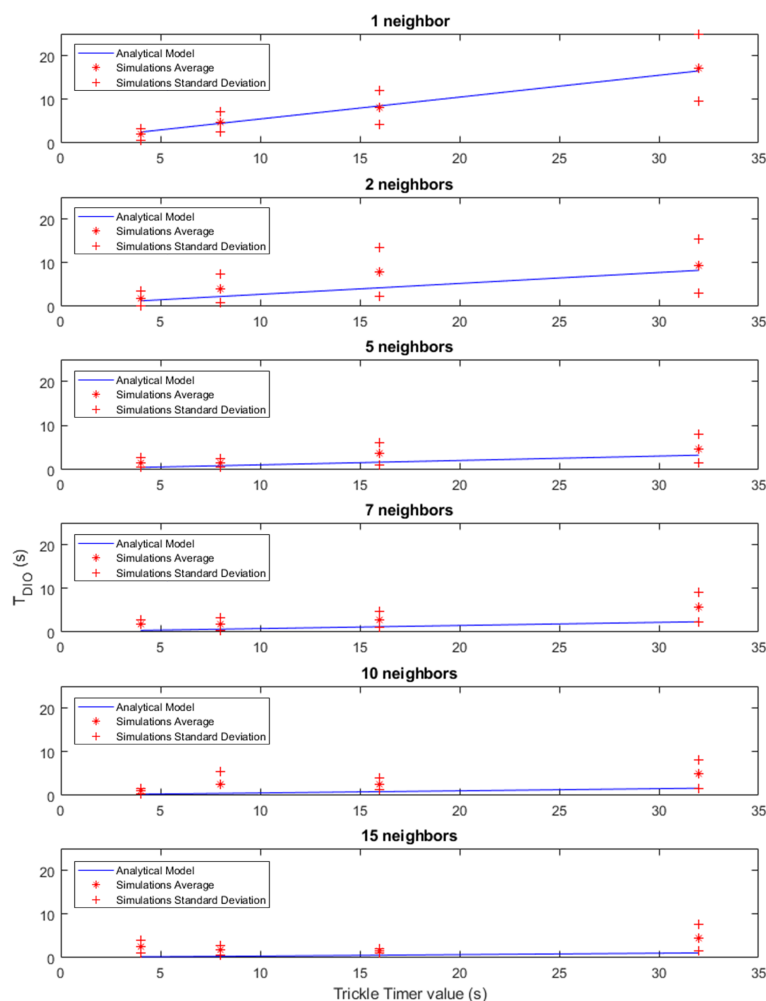 1 neighbor
20
10
0
Analytical Model
Simulations Average
Simulations Standard Deviation
0 5 10 15 20 25 30 35
2 neighbors
20
10
0
Analytical Model
Simulations Average
Simulations Standard Deviation
0 5 10 15 20 25 30 35
5 neighbors
20
10
0
Analytical Model
Simulations Average
Simulations Standard Deviation
0 5 10 15 20 25 30 35
7 neighbors
20
10
0
Analytical Model
Simulations Average
Simulations Standard Deviation
0 5 10 15 20 25 30 35
T_DIO (s)
10 neighbors
20
10
0
Analytical Model
Simulations Average
Simulations Standard Deviation
0 5 10 15 20 25 30 35
15 neighbors
20
10
0
Analytical Model
Simulations Average
Simulations Standard Deviation
0 5 10 15 20 25 30 35
Trickle Timer value (s)